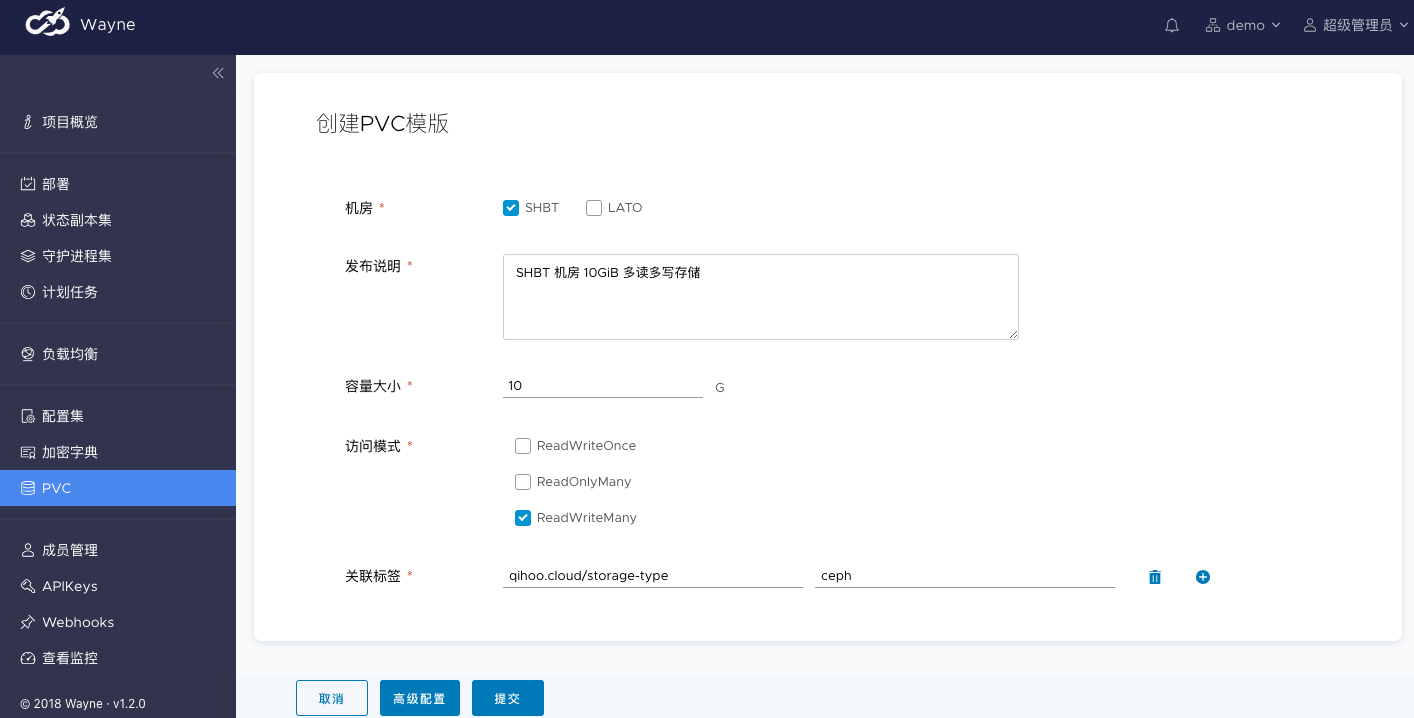 Wayne
demo
超级管理员
项目概览
部署
状态副本集
守护进程集
计划任务
负载均衡
配置集
加密字典
PVC
成员管理
APIKeys
Webhooks
查看监控
© 2018 Wayne · v1.2.0
创建PVC模版
机房 * SHBT LATO
发布说明 * SHBT 机房 10GiB 多读多写存储
容量大小 * 10 G
访问模式 * ReadWriteOnce
ReadOnlyMany
ReadWriteMany
关联标签 * qihoo.cloud/storage-type ceph
取消 高级配置 提交